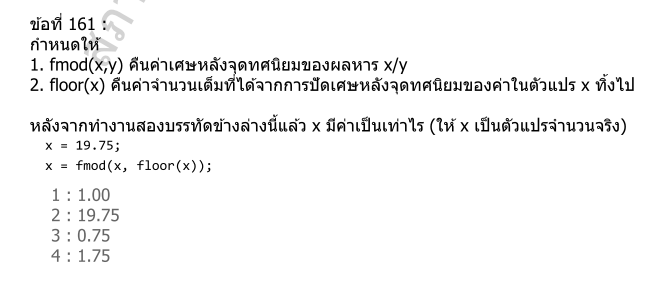 ข้อที่ 161 :
กำหนดให้
1. fmod(x,y) คืนค่าเศษหลังจุดทศนิยมของผลหาร x/y
2. floor(x) คืนค่าจำนวนเต็มที่ได้จากการปัดเศษหลังจุดทศนิยมของค่าในตัวแปร x ทิ้งไป
หลังจากทำงานสองบรรทัดข้างล่างนี้แล้ว x มีค่าเป็นเท่าไร (ให้ x เป็นตัวแปรจำนวนจริง)
x = 19.75;
x = fmod(x, floor(x));
1 : 1.00
2 : 19.75
3 : 0.75
4 : 1.75